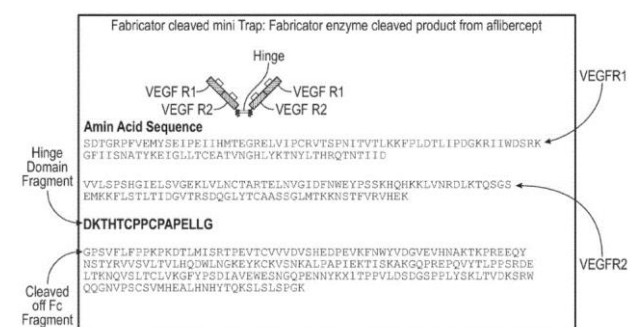 Fabricator cleaved mini Trap: Fabricator enzyme cleaved product from aflibercept
Hinge
VEGF R1
VEGF R1
VEGF R2
VEGF R2
VEGFR1
Amin Acid Sequence
SDTGRPFVEMYSEIPEIIHMTEGRELVIPCRVTSPNITVTLKKFPLDTLIPDGKRIIWDSRK
GFIISNATYKEIGLLTCEATVNGHLYKTNYLTHRQTNTIID
Hinge
Domain
Fragment
VVLSPSHGIELSVGEKLVLNCTARTELNVGIDFNWEYPSSKHQHKKLVNRDLKTQSGS
EMKKFLSTLTIDGVTRSDQGLYTCAASSGLMTKKNSTFVRVHEK
DKTHTCPPCPAPELLG
GPSVFLFPPKPKDTLMISRTPEVTCVVVDVSHEDPEVKFNWYVDGVEVHNAKTKPREEQY
NSTYRVVSVLTVLHQDWLNGKEYKCKVSNKALPAPIEKTISKAKGQPREPQVYTLPPSRDE
LTKNQVSLTCLVKGFYPSDIAVEWESNGQPENNYKXITPPVLDSDGSPPLYSKLTVDKSRW
QQGNVPSCSVMHEALHNHYTQKSLSLSPGK
VEGFR2
Cleaved
off Fc
Fragment